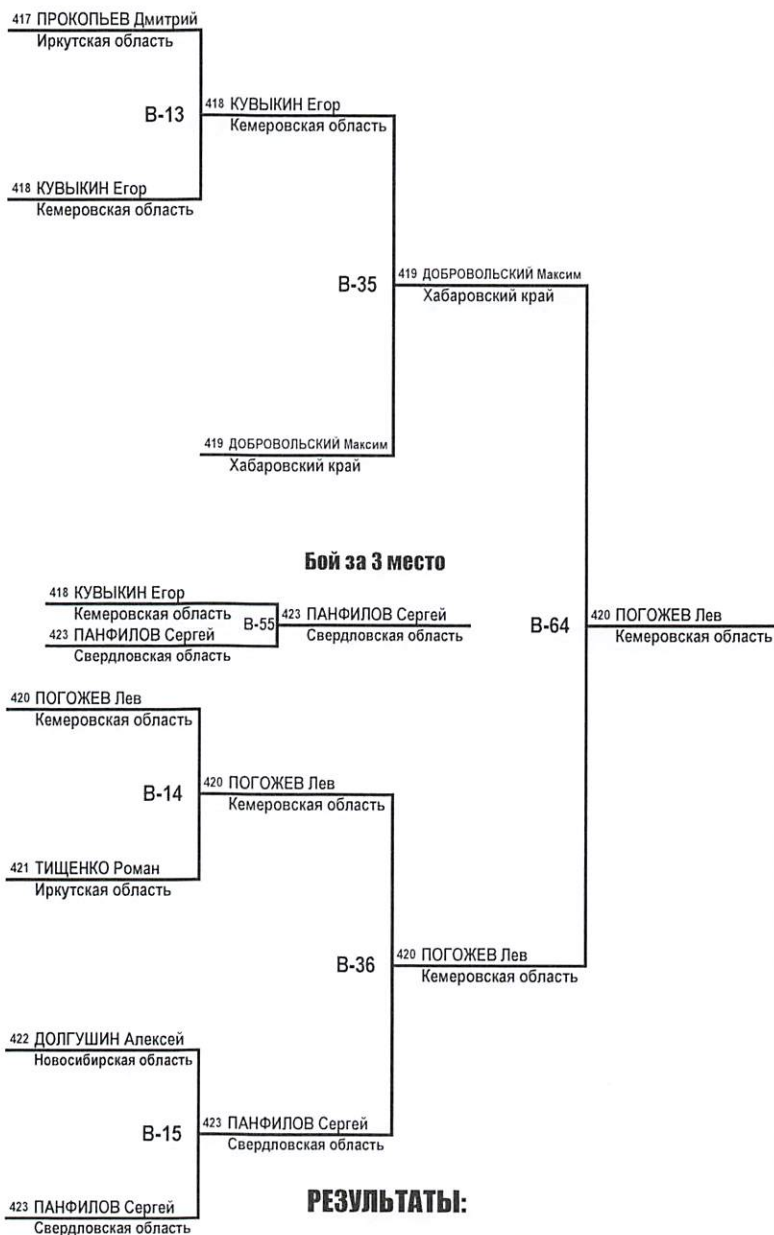 417 ПРОКОПЬЕВ Дмитрий
Иркутская область
В-13
418 КУВЫКИН Егор
Кемеровская область
418 КУВЫКИН Егор
Кемеровская область
В-35
419 ДОБРОВОЛЬСКИЙ Максим
Хабаровский край
419 ДОБРОВОЛЬСКИЙ Максим
Хабаровский край
Бой за 3 место
418 КУВЫКИН Егор
Кемеровская область
423 ПАНФИЛОВ Сергей
Свердловская область
В-55
423 ПАНФИЛОВ Сергей
Свердловская область
В-64
420 ПОГОЖЕВ Лев
Кемеровская область
420 ПОГОЖЕВ Лев
Кемеровская область
В-14
420 ПОГОЖЕВ Лев
Кемеровская область
421 ТИЩЕНКО Роман
Иркутская область
В-36
420 ПОГОЖЕВ Лев
Кемеровская область
422 ДОЛГУШИН Алексей
Новосибирская область
В-15
423 ПАНФИЛОВ Сергей
Свердловская область
423 ПАНФИЛОВ Сергей
Свердловская область
РЕЗУЛЬТАТЫ: